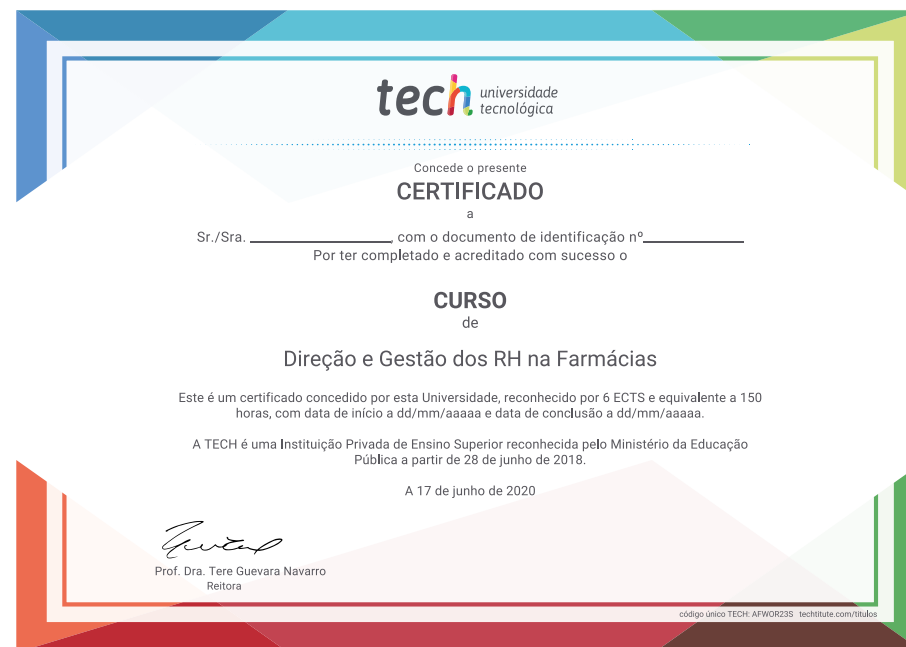 tech universidade
tecnológica
Concede o presente
CERTIFICADO
a
Sr./Sra. ____________________, com o documento de identificação nº______________
Por ter completado e acreditado com sucesso o
CURSO
de
Direção e Gestão dos RH na Farmácias
Este é um certificado concedido por esta Universidade, reconhecido por 6 ECTS e equivalente a 150
horas, com data de início a dd/mm/aaaaa e data de conclusão a dd/mm/aaaaa.
A TECH é uma Instituição Privada de Ensino Superior reconhecida pelo Ministério da Educação
Pública a partir de 28 de junho de 2018.
A 17 de junho de 2020
Prof. Dra. Tere Guevara Navarro
Reitora
código único TECH: AFWOR23S techtitute.com/titulos